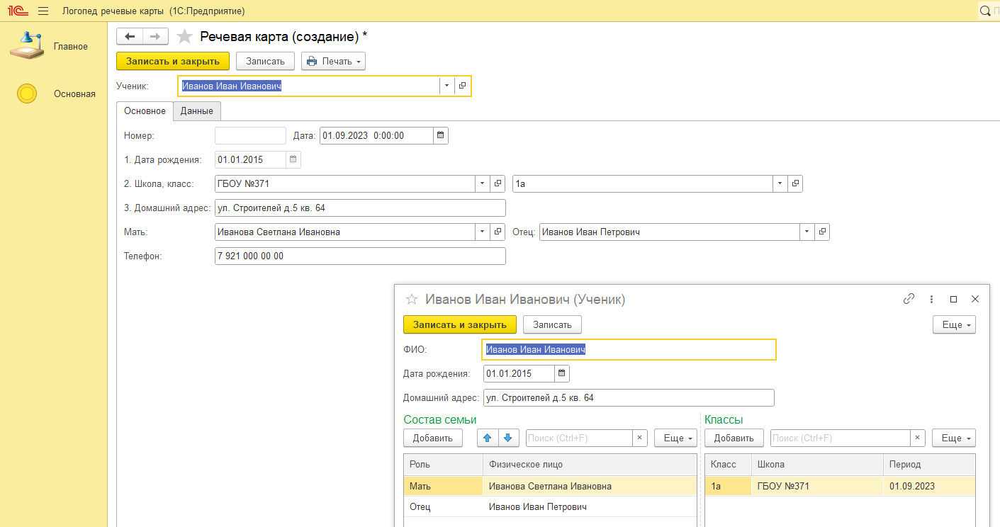 1С Логопед речевые карты (1С:Предприятие)
Главное
Основная
Речевая карта (создание) *
Записать и закрыть Записать Печать
Ученик: Иванов Иван Иванович
Основное Данные
Номер: Дата: 01.09.2023 0:00:00
1. Дата рождения: 01.01.2015
2. Школа, класс: ГБОУ №371 1а
3. Домашний адрес: ул. Строителей д.5 кв. 64
Мать: Иванова Светлана Ивановна Отец: Иванов Иван Петрович
Телефон: 7 921 000 00 00
Иванов Иван Иванович (Ученик)
Записать и закрыть Записать Еще
ФИО: Иванов Иван Иванович
Дата рождения: 01.01.2015
Домашний адрес: ул. Строителей д.5 кв. 64
Состав семьи Классы
Добавить Поиск (Ctrl+F) × Еще Добавить Поиск (Ctrl+F) × Еще
Роль Физическое лицо Класс Школа Период
Мать Иванова Светлана Ивановна 1а ГБОУ №371 01.09.2023
Отец Иванов Иван Петрович